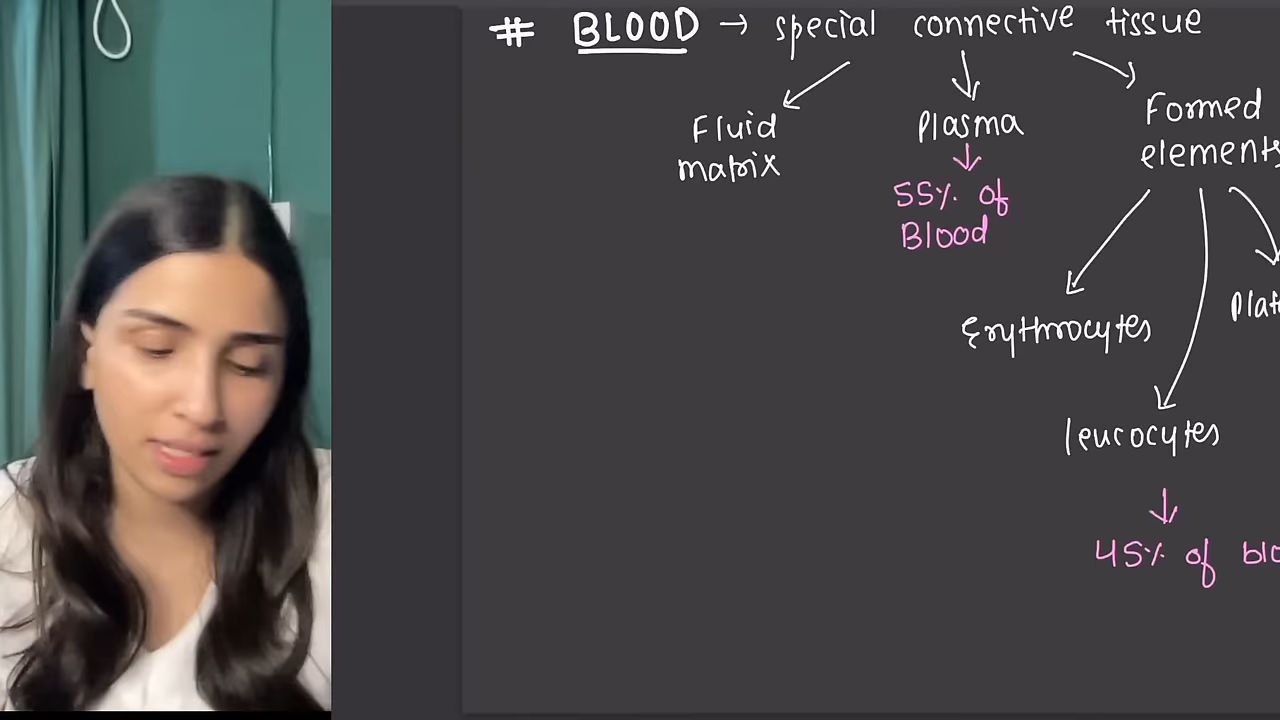 # BLOOD → special connective tissue
Fluid
matrix
Plasma
55% of
Blood
Formed
elements
Erythrocytes
Leucocytes
45% of